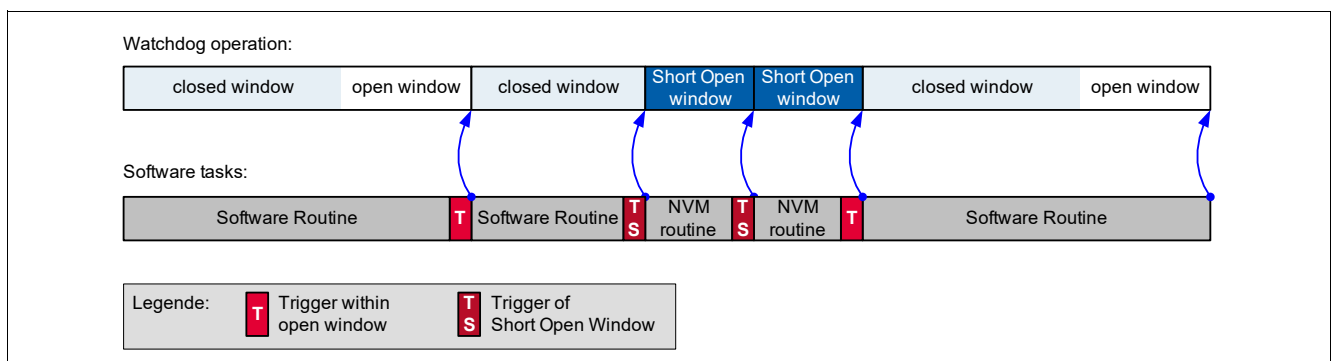 Watchdog operation:
closed window open window closed window Short Open window Short Open window closed window open window
Software tasks:
Software Routine T Software Routine T S NVM routine T S NVM routine T Software Routine
Legende: T Trigger within open window T S Trigger of Short Open Window